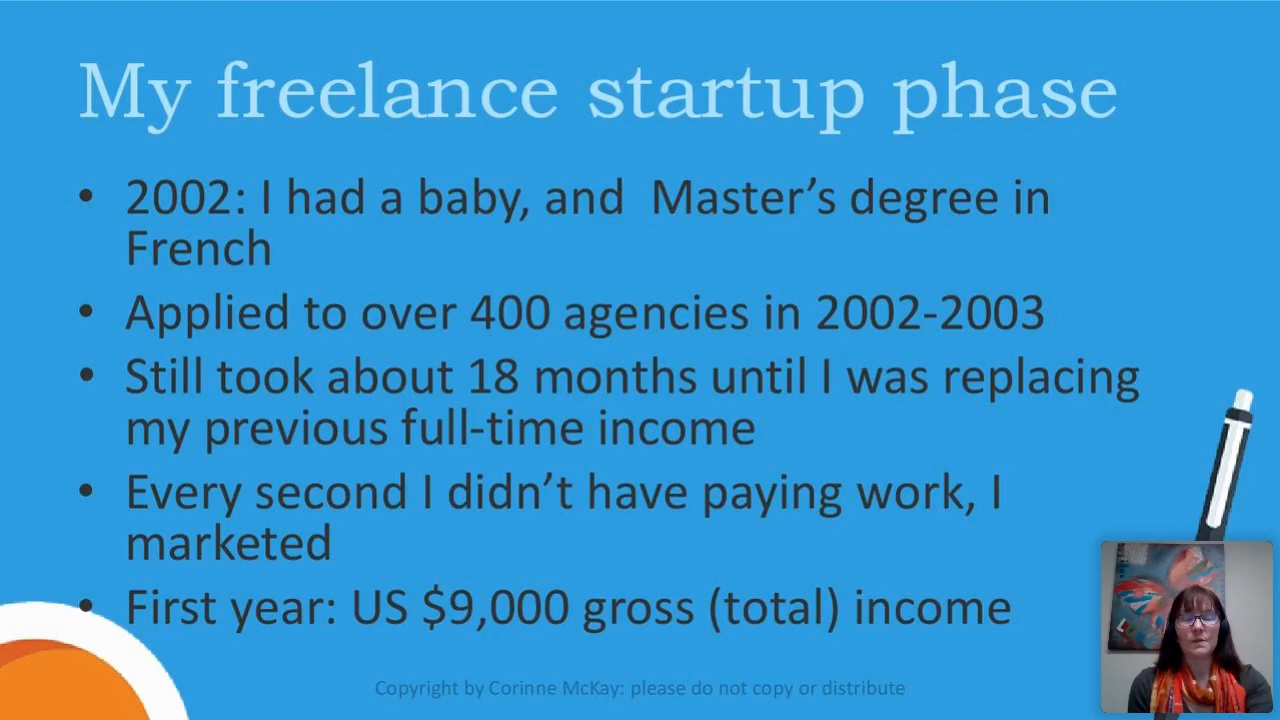 My freelance startup phase
• 2002: I had a baby, and  Master’s degree in
French
• Applied to over 400 agencies in 2002-2003
• Still took about 18 months until I was replacing
my previous full-time income
• Every second I didn’t have paying work, I
marketed
• First year: US $9,000 gross (total) income
Copyright by Corinne McKay: please do not copy or distribute